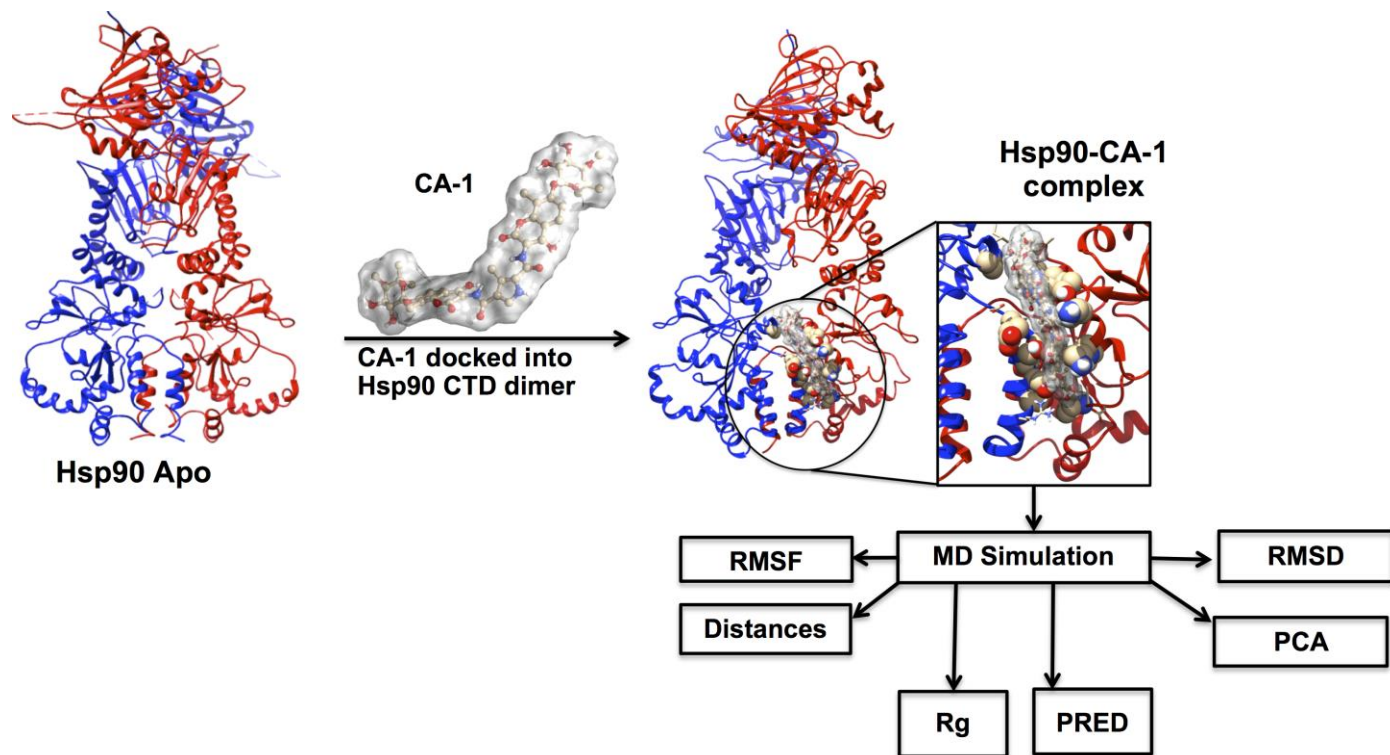 Hsp90 Apo
CA-1
CA-1 docked into
Hsp90 CTD dimer
Hsp90-CA-1
complex
MD Simulation
RMSF
RMSD
Distances
PCA
Rg
PRED